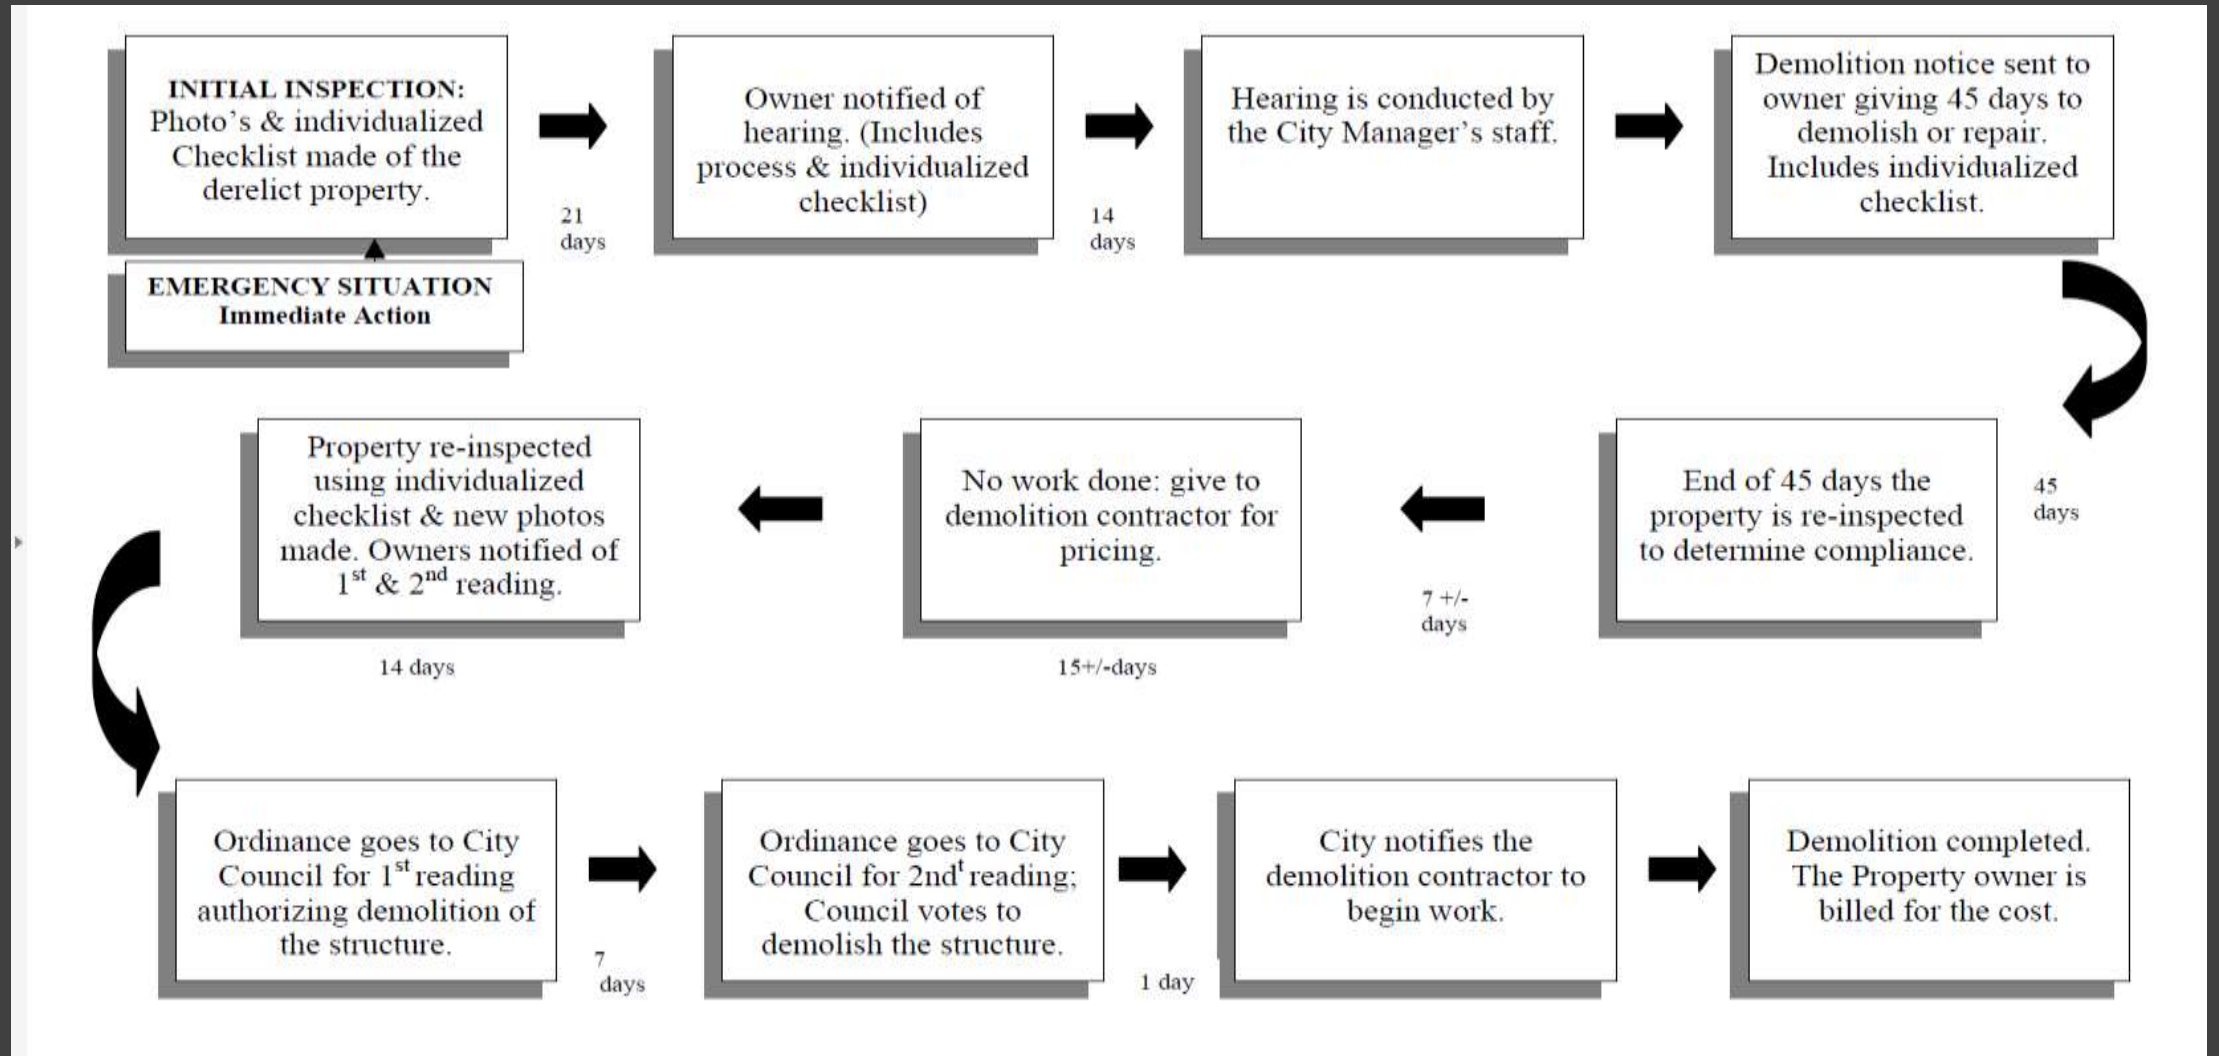 INITIAL INSPECTION:
Photo's & individualized
Checklist made of the
derelict property.
21
days
Owner notified of
hearing. (Includes
process & individualized
checklist)
14
days
Hearing is conducted by
the City Manager's staff.
Demolition notice sent to
owner giving 45 days to
demolish or repair.
Includes individualized
checklist.
EMERGENCY SITUATION
Immediate Action
45
days
End of 45 days the
property is re-inspected
to determine compliance.
7 +/-
days
No work done: give to
demolition contractor for
pricing.
15+/-days
Property re-inspected
using individualized
checklist & new photos
made. Owners notified of
1st & 2nd reading.
14 days
Ordinance goes to City
Council for 1st reading
authorizing demolition of
the structure.
7
days
Ordinance goes to City
Council for 2ndt reading;
Council votes to
demolish the structure.
1 day
City notifies the
demolition contractor to
begin work.
Demolition completed.
The Property owner is
billed for the cost.